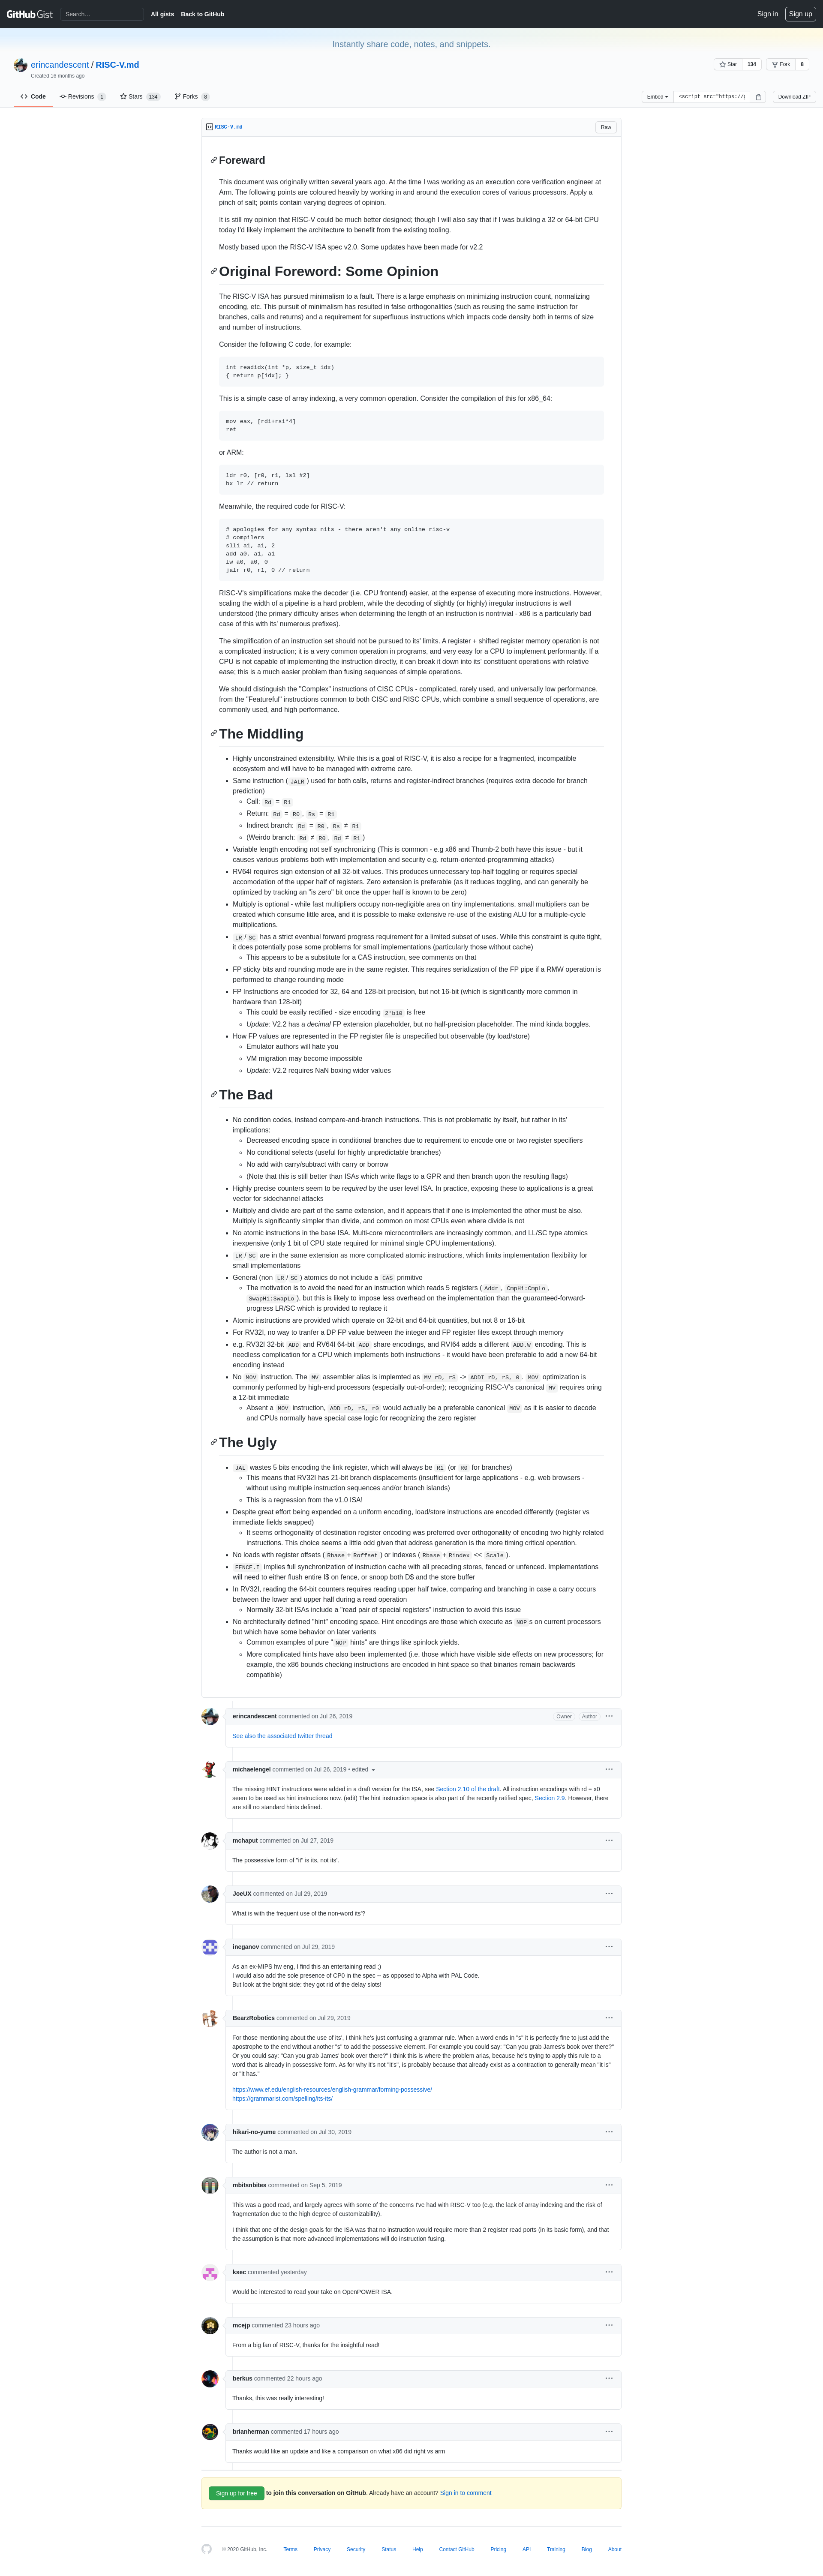 GitHub Gist
Search...
All gists
Back to GitHub
Sign in
Sign up
Instantly share code, notes, and snippets.
erincandescent / RISC-V.md
Created 16 months ago
Star 134
Fork 8
Code
Revisions 1
Stars 134
Forks 8
Embed
<script src="https://
Download ZIP
RISC-V.md
Raw
Foreward
This document was originally written several years ago. At the time I was working as an execution core verification engineer at
Arm. The following points are coloured heavily by working in and around the execution cores of various processors. Apply a
pinch of salt; points contain varying degrees of opinion.
It is still my opinion that RISC-V could be much better designed; though I will also say that if I was building a 32 or 64-bit CPU
today I'd likely implement the architecture to benefit from the existing tooling.
Mostly based upon the RISC-V ISA spec v2.0. Some updates have been made for v2.2
Original Foreword: Some Opinion
The RISC-V ISA has pursued minimalism to a fault. There is a large emphasis on minimizing instruction count, normalizing
encoding, etc. This pursuit of minimalism has resulted in false orthogonalities (such as reusing the same instruction for
branches, calls and returns) and a requirement for superfluous instructions which impacts code density both in terms of size
and number of instructions.
Consider the following C code, for example:
int readidx(int *p, size_t idx)
{ return p[idx]; }
This is a simple case of array indexing, a very common operation. Consider the compilation of this for x86_64:
mov eax, [rdi+rsi*4]
ret
or ARM:
ldr r0, [r0, r1, lsl #2]
bx lr // return
Meanwhile, the required code for RISC-V:
# apologies for any syntax nits - there aren't any online risc-v
# compilers
slli a1, a1, 2
add a0, a1, a1
lw a0, a0, 0
jalr r0, r1, 0 // return
RISC-V's simplifications make the decoder (i.e. CPU frontend) easier, at the expense of executing more instructions. However,
scaling the width of a pipeline is a hard problem, while the decoding of slightly (or highly) irregular instructions is well
understood (the primary difficulty arises when determining the length of an instruction is nontrivial - x86 is a particularly bad
case of this with its' numerous prefixes).
The simplification of an instruction set should not be pursued to its' limits. A register + shifted register memory operation is not
a complicated instruction; it is a very common operation in programs, and very easy for a CPU to implement performantly. If a
CPU is not capable of implementing the instruction directly, it can break it down into its' constituent operations with relative
ease; this is a much easier problem than fusing sequences of simple operations.
We should distinguish the "Complex" instructions of CISC CPUs - complicated, rarely used, and universally low performance,
from the "Featureful" instructions common to both CISC and RISC CPUs, which combine a small sequence of operations, are
commonly used, and high performance.
The Middling
Highly unconstrained extensibility. While this is a goal of RISC-V, it is also a recipe for a fragmented, incompatible
ecosystem and will have to be managed with extreme care.
Same instruction ( JALR ) used for both calls, returns and register-indirect branches (requires extra decode for branch
prediction)
Call: Rd = R1
Return: Rd = R0 , Rs = R1
Indirect branch: Rd = R0 , Rs ≠ R1
(Weirdo branch: Rd ≠ R0 , Rd ≠ R1 )
Variable length encoding not self synchronizing (This is common - e.g x86 and Thumb-2 both have this issue - but it
causes various problems both with implementation and security e.g. return-oriented-programming attacks)
RV64I requires sign extension of all 32-bit values. This produces unnecessary top-half toggling or requires special
accomodation of the upper half of registers. Zero extension is preferable (as it reduces toggling, and can generally be
optimized by tracking an "is zero" bit once the upper half is known to be zero)
Multiply is optional - while fast multipliers occupy non-negligible area on tiny implementations, small multipliers can be
created which consume little area, and it is possible to make extensive re-use of the existing ALU for a multiple-cycle
multiplications.
LR / SC has a strict eventual forward progress requirement for a limited subset of uses. While this constraint is quite tight,
it does potentially pose some problems for small implementations (particularly those without cache)
This appears to be a substitute for a CAS instruction, see comments on that
FP sticky bits and rounding mode are in the same register. This requires serialization of the FP pipe if a RMW operation is
performed to change rounding mode
FP Instructions are encoded for 32, 64 and 128-bit precision, but not 16-bit (which is significantly more common in
hardware than 128-bit)
This could be easily rectified - size encoding 2'b10 is free
Update: V2.2 has a decimal FP extension placeholder, but no half-precision placeholder. The mind kinda boggles.
How FP values are represented in the FP register file is unspecified but observable (by load/store)
Emulator authors will hate you
VM migration may become impossible
Update: V2.2 requires NaN boxing wider values
The Bad
No condition codes, instead compare-and-branch instructions. This is not problematic by itself, but rather in its'
implications:
Decreased encoding space in conditional branches due to requirement to encode one or two register specifiers
No conditional selects (useful for highly unpredictable branches)
No add with carry/subtract with carry or borrow
(Note that this is still better than ISAs which write flags to a GPR and then branch upon the resulting flags)
Highly precise counters seem to be required by the user level ISA. In practice, exposing these to applications is a great
vector for sidechannel attacks
Multiply and divide are part of the same extension, and it appears that if one is implemented the other must be also.
Multiply is significantly simpler than divide, and common on most CPUs even where divide is not
No atomic instructions in the base ISA. Multi-core microcontrollers are increasingly common, and LL/SC type atomics
inexpensive (only 1 bit of CPU state required for minimal single CPU implementations).
LR / SC are in the same extension as more complicated atomic instructions, which limits implementation flexibility for
small implementations
General (non LR / SC ) atomics do not include a CAS primitive
The motivation is to avoid the need for an instruction which reads 5 registers ( Addr , CmpHi:CmpLo ,
SwapHi:SwapLo ), but this is likely to impose less overhead on the implementation than the guaranteed-forward-
progress LR/SC which is provided to replace it
Atomic instructions are provided which operate on 32-bit and 64-bit quantities, but not 8 or 16-bit
For RV32I, no way to tranfer a DP FP value between the integer and FP register files except through memory
e.g. RV32I 32-bit ADD and RV64I 64-bit ADD share encodings, and RVI64 adds a different ADD.W encoding. This is
needless complication for a CPU which implements both instructions - it would have been preferable to add a new 64-bit
encoding instead
No MOV instruction. The MV assembler alias is implemted as MV rD, rS -> ADDI rD, rS, 0 . MOV optimization is
commonly performed by high-end processors (especially out-of-order); recognizing RISC-V's canonical MV requires oring
a 12-bit immediate
Absent a MOV instruction, ADD rD, rS, r0 would actually be a preferable canonical MOV as it is easier to decode
and CPUs normally have special case logic for recognizing the zero register
The Ugly
JAL wastes 5 bits encoding the link register, which will always be R1 (or R0 for branches)
This means that RV32I has 21-bit branch displacements (insufficient for large applications - e.g. web browsers -
without using multiple instruction sequences and/or branch islands)
This is a regression from the v1.0 ISA!
Despite great effort being expended on a uniform encoding, load/store instructions are encoded differently (register vs
immediate fields swapped)
It seems orthogonality of destination register encoding was preferred over orthogonality of encoding two highly related
instructions. This choice seems a little odd given that address generation is the more timing critical operation.
No loads with register offsets ( Rbase + Roffset ) or indexes ( Rbase + Rindex << Scale ).
FENCE.I implies full synchronization of instruction cache with all preceding stores, fenced or unfenced. Implementations
will need to either flush entire I$ on fence, or snoop both D$ and the store buffer
In RV32I, reading the 64-bit counters requires reading upper half twice, comparing and branching in case a carry occurs
between the lower and upper half during a read operation
Normally 32-bit ISAs include a "read pair of special registers" instruction to avoid this issue
No architecturally defined "hint" encoding space. Hint encodings are those which execute as NOP s on current processors
but which have some behavior on later varients
Common examples of pure " NOP hints" are things like spinlock yields.
More complicated hints have also been implemented (i.e. those which have visible side effects on new processors; for
example, the x86 bounds checking instructions are encoded in hint space so that binaries remain backwards
compatible)
erincandescent commented on Jul 26, 2019
Owner
Author
See also the associated twitter thread
michaelengel commented on Jul 26, 2019 • edited
The missing HINT instructions were added in a draft version for the ISA, see Section 2.10 of the draft. All instruction encodings with rd = x0
seem to be used as hint instructions now. (edit) The hint instruction space is also part of the recently ratified spec, Section 2.9. However, there
are still no standard hints defined.
mchaput commented on Jul 27, 2019
The possessive form of "it" is its, not its'.
JoeUX commented on Jul 29, 2019
What is with the frequent use of the non-word its'?
ineganov commented on Jul 29, 2019
As an ex-MIPS hw eng, I find this an entertaining read ;)
I would also add the sole presence of CP0 in the spec -- as opposed to Alpha with PAL Code.
But look at the bright side: they got rid of the delay slots!
BearzRobotics commented on Jul 29, 2019
For those mentioning about the use of its', I think he's just confusing a grammar rule. When a word ends in "s" it is perfectly fine to just add the
apostrophe to the end without another "s" to add the possessive element. For example you could say: "Can you grab James's book over there?"
Or you could say: "Can you grab James' book over there?" I think this is where the problem arias, because he's trying to apply this rule to a
word that is already in possessive form. As for why it's not "it's", is probably because that already exist as a contraction to generally mean "it is"
or "it has."
https://www.ef.edu/english-resources/english-grammar/forming-possessive/
https://grammarist.com/spelling/its-its/
hikari-no-yume commented on Jul 30, 2019
The author is not a man.
mbitsnbites commented on Sep 5, 2019
This was a good read, and largely agrees with some of the concerns I've had with RISC-V too (e.g. the lack of array indexing and the risk of
fragmentation due to the high degree of customizability).
I think that one of the design goals for the ISA was that no instruction would require more than 2 register read ports (in its basic form), and that
the assumption is that more advanced implementations will do instruction fusing.
ksec commented yesterday
Would be interested to read your take on OpenPOWER ISA.
mcejp commented 23 hours ago
From a big fan of RISC-V, thanks for the insightful read!
berkus commented 22 hours ago
Thanks, this was really interesting!
brianherman commented 17 hours ago
Thanks would like an update and like a comparison on what x86 did right vs arm
Sign up for free to join this conversation on GitHub. Already have an account? Sign in to comment
© 2020 GitHub, Inc.
Terms
Privacy
Security
Status
Help
Contact GitHub
Pricing
API
Training
Blog
About